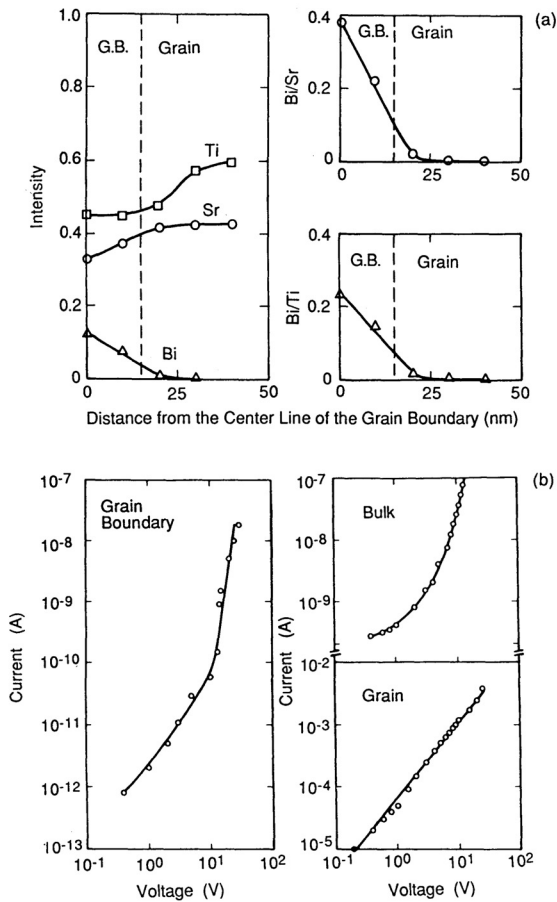 (a)
1.0
0.8
0.6
0.4
0.2
0
Intensity
G.B.
Grain
Ti
Sr
Bi
0
25
50
0.4
0.2
0
Bi/Sr
G.B.
Grain
0
25
50 nm
0.4
0.2
0
Bi/Ti
G.B.
Grain
0
25
50
Distance from the Center Line of the Grain Boundary (nm)
(b)
10-7
10-8
10-9
10-10
10-11
10-12
10-13
Current (A)
Grain
Boundary
10-1
100
101
102
Voltage (V)
10-7
10-8
10-9
10-2
10-3
10-4
10-5
Current (A)
Bulk
Grain
10-1
100
101
102
Voltage (V)